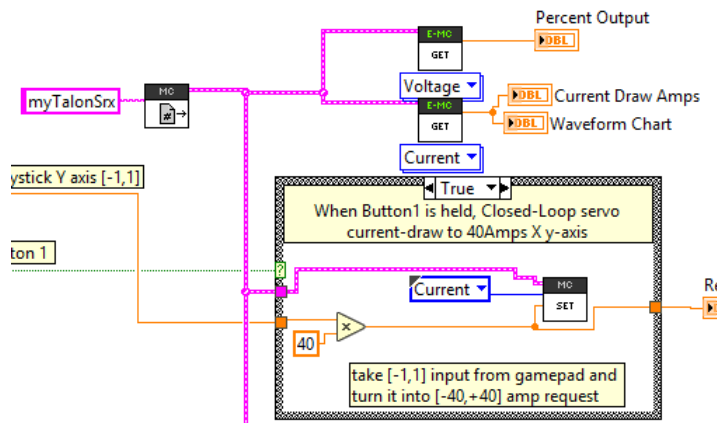 Percent Output
E-MC
GET
DBL
Voltage
myTalonSrx
MC
#
E-MC
GET
DBL
Current Draw Amps
DBL
Waveform Chart
Current
ystick Y axis [-1,1]
True
When Button1 is held, Closed-Loop servo
current-draw to 40Amps X y-axis
ton 1
?
Current
MC
SET
Re
×
40
take [-1,1] input from gamepad and
turn it into [-40,+40] amp request